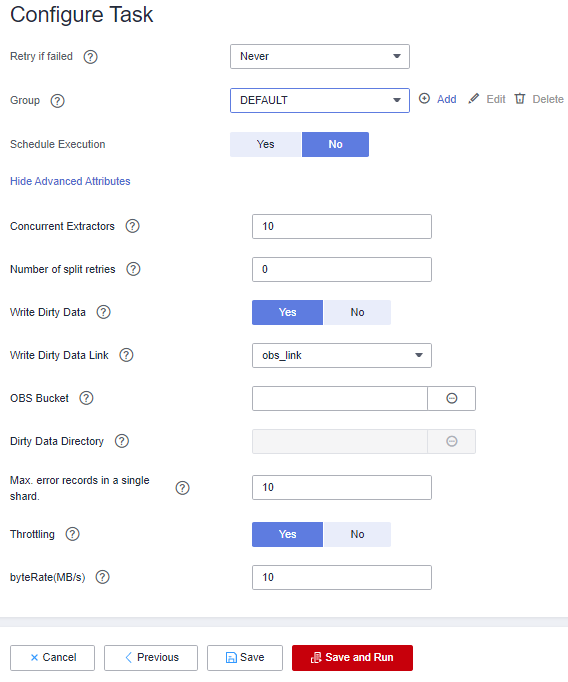 Configure Task
Retry if failed ? Never
Group ? DEFAULT Add Edit Delete
Schedule Execution Yes No
Hide Advanced Attributes
Concurrent Extractors ? 10
Number of split retries ? 0
Write Dirty Data ? Yes No
Write Dirty Data Link ? obs_link
OBS Bucket ?
Dirty Data Directory ?
Max. error records in a single
shard. ? 10
Throttling ? Yes No
byteRate(MB/s) ? 10
Cancel Previous Save Save and Run